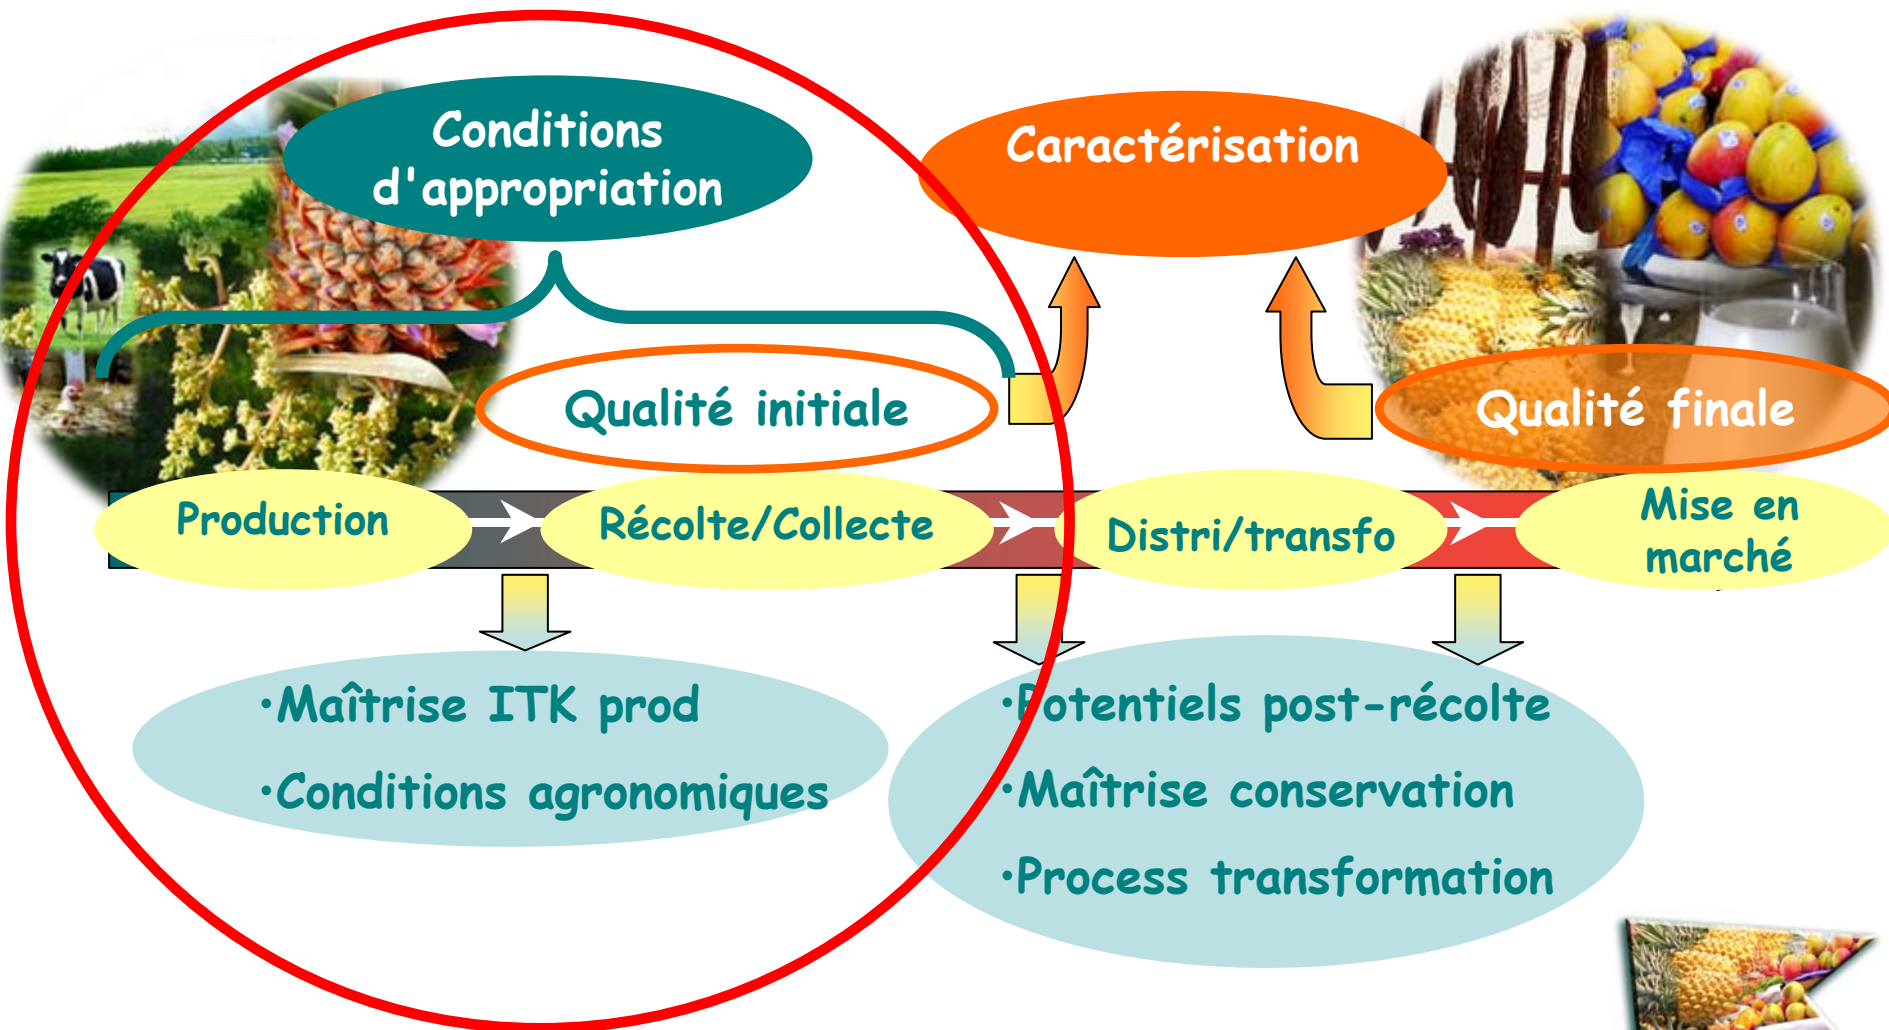 Conditions
d'appropriation
Caractérisation
Qualité initiale
Qualité finale
Production
Récolte/Collecte
Distri/transfo
Mise en
marché
•Maîtrise ITK prod
•Conditions agronomiques
•Potentiels post-récolte
•Maîtrise conservation
•Process transformation